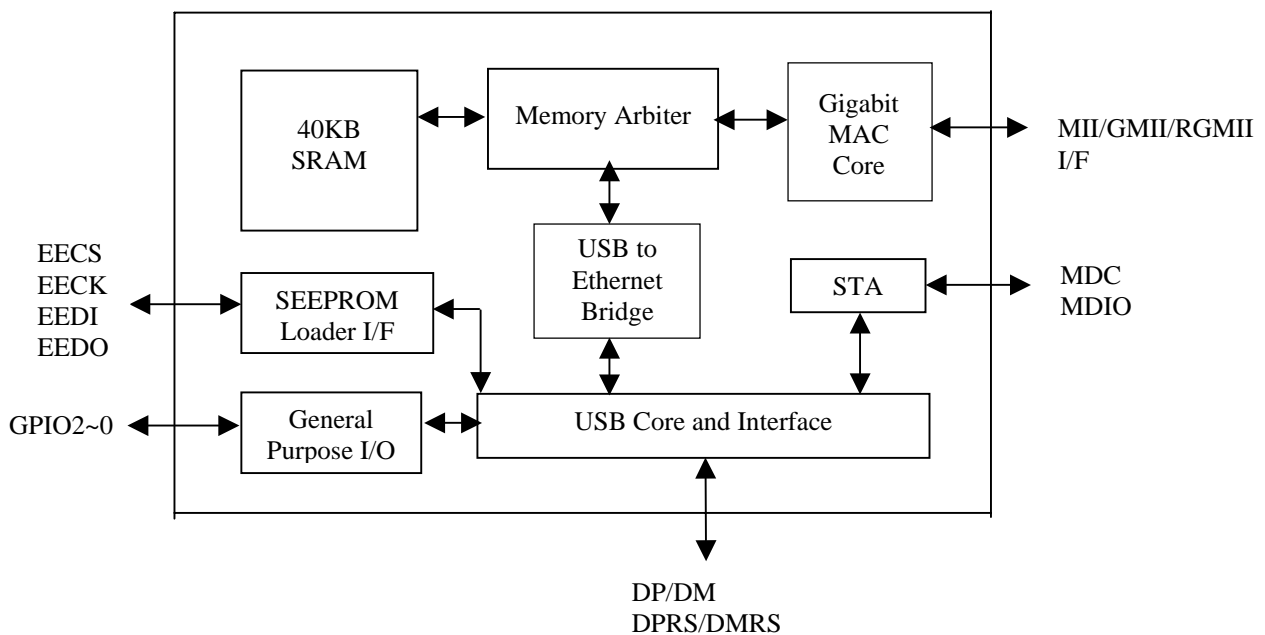 40KB
SRAM
Memory Arbiter
Gigabit
MAC
Core
MII/GMII/RGMII
I/F
EECS
EECK
EEDI
EEDO
SEEPROM
Loader I/F
USB to
Ethernet
Bridge
STA
MDC
MDIO
GPIO2~0
General
Purpose I/O
USB Core and Interface
DP/DM
DPRS/DMRS